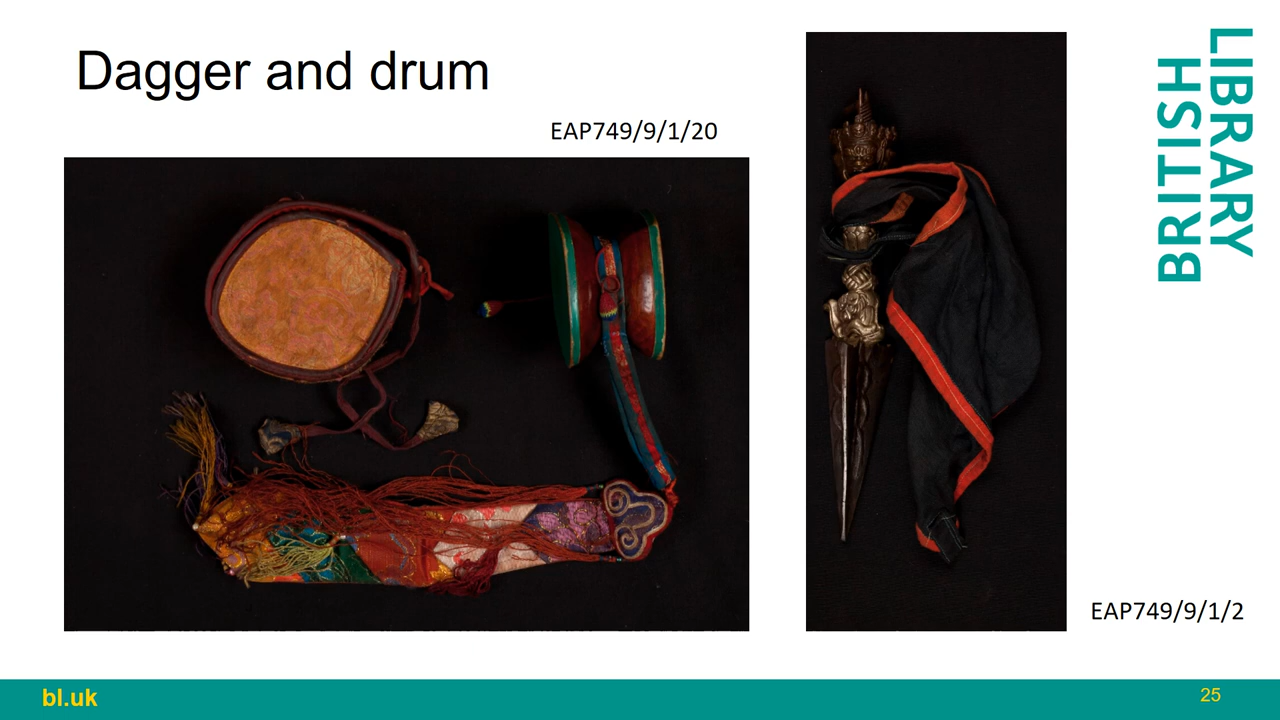 Dagger and drum
EAP749/9/1/20
BRITISH
LIBRARY
EAP749/9/1/2
bl.uk
25